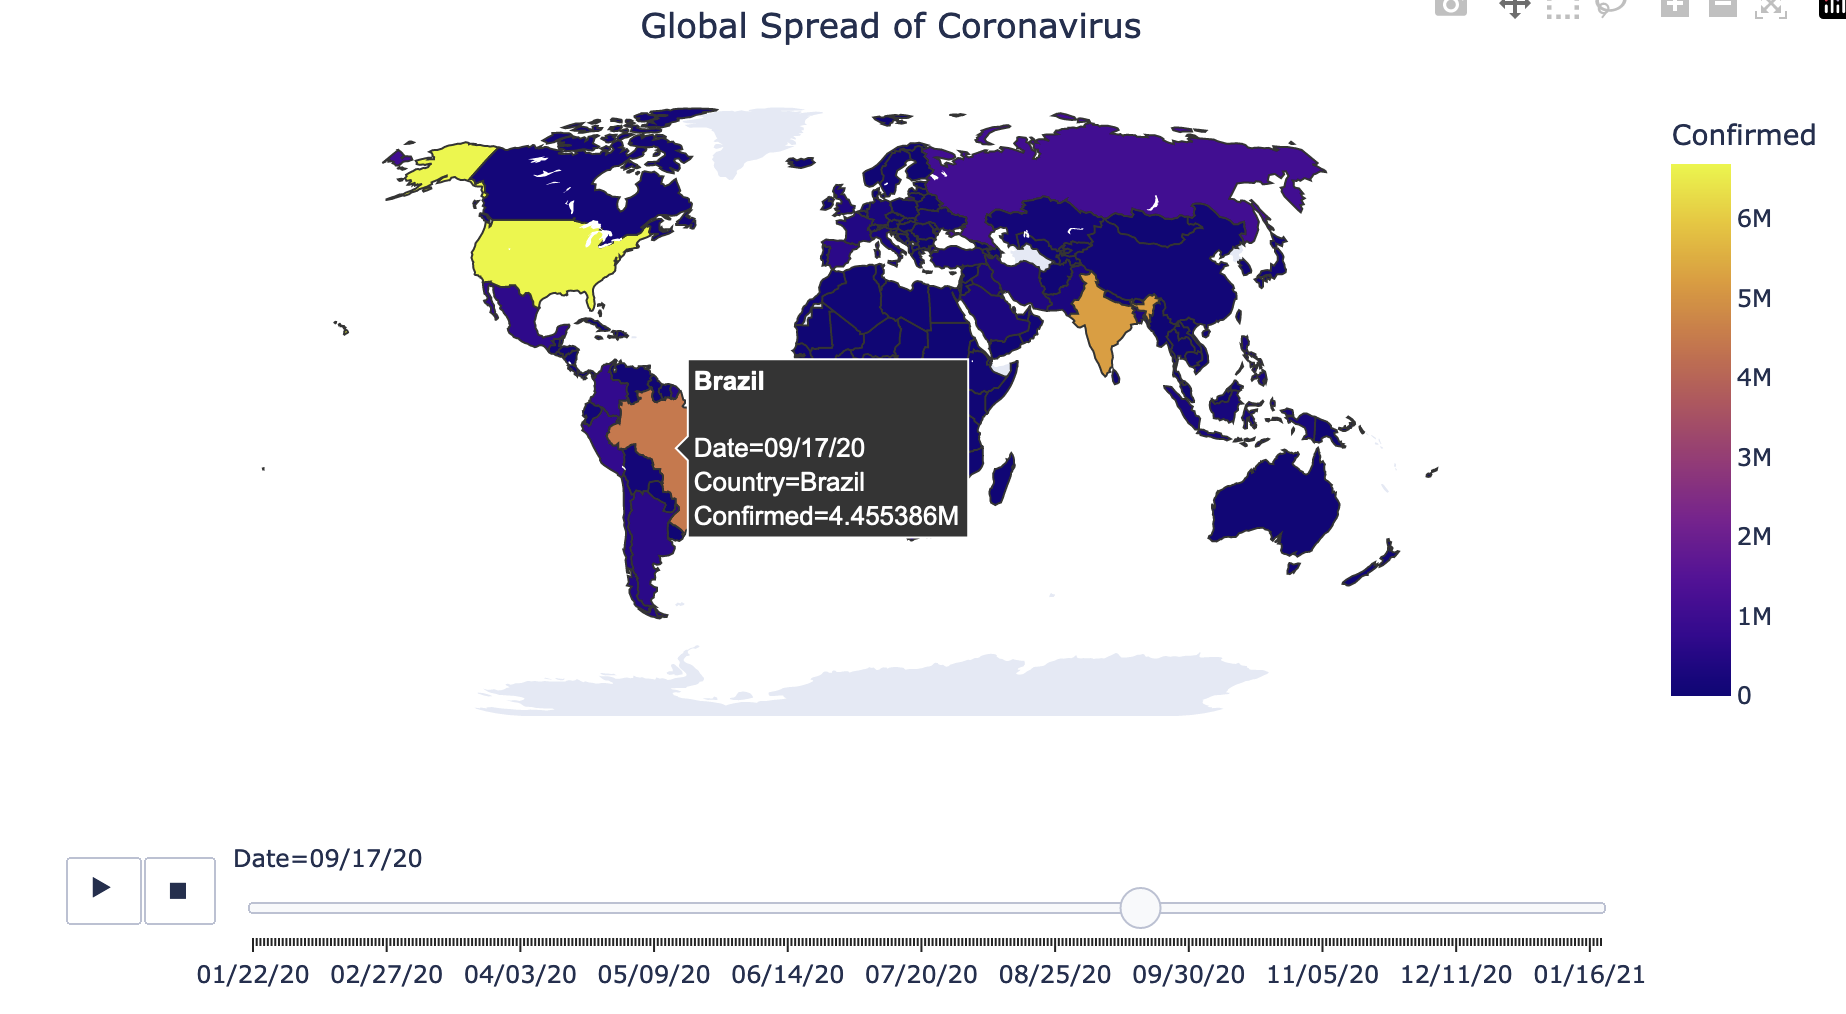 Global Spread of Coronavirus
Confirmed
6M
5M
4M
3M
2M
1M
0
Brazil
Date=09/17/20
Country=Brazil
Confirmed=4.455386M
Date=09/17/20
01/22/20 02/27/20 04/03/20 05/09/20 06/14/20 07/20/20 08/25/20 09/30/20 11/05/20 12/11/20 01/16/21